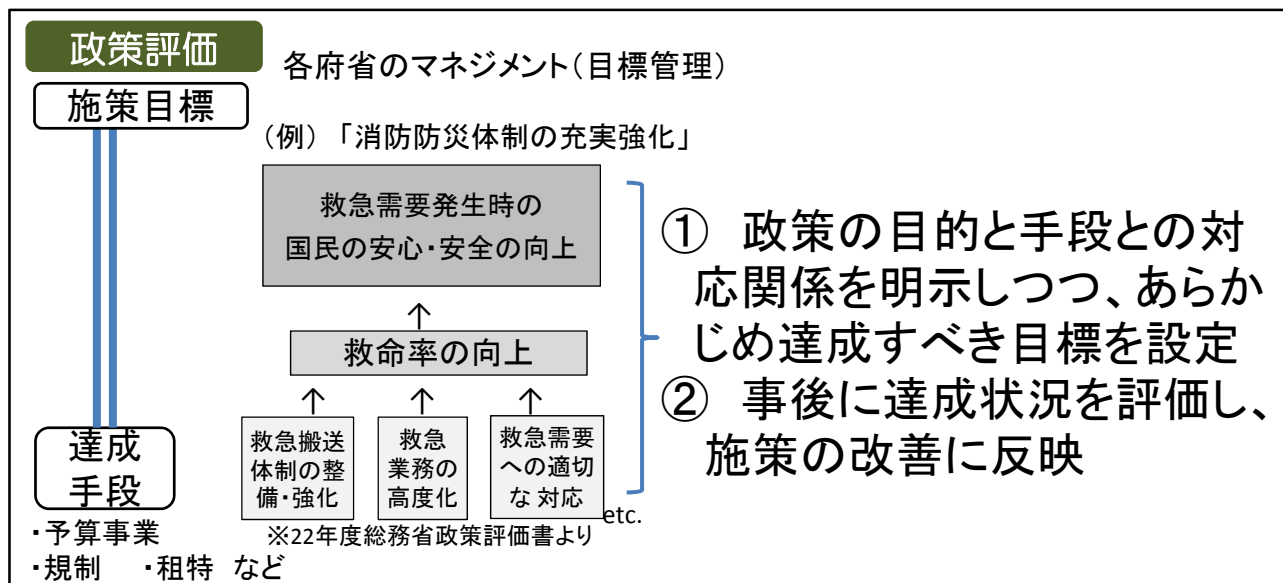 政策評価
各府省のマネジメント（目標管理）
施策目標
（例）「消防防災体制の充実強化」
救急需要発生時の
国民の安心・安全の向上
↑
救命率の向上
↑ ↑ ↑
救急搬送
体制の整
備・強化
救急
業務の
高度化
救急需要
への適切
な 対応
etc.
※22年度総務省政策評価書より
達成
手段
・予算事業
・規制 ・租特 など
① 政策の目的と手段との対
応関係を明示しつつ、あらか
じめ達成すべき目標を設定
② 事後に達成状況を評価し、
施策の改善に反映